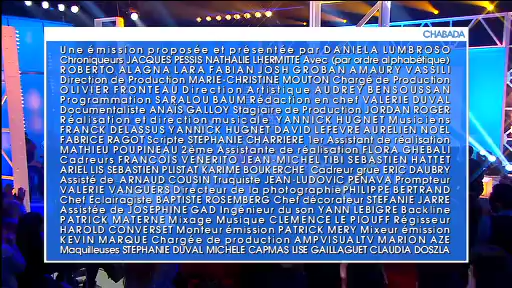 CHABADA
Une émission proposée et présentée par DANIELA LUMBROSO
Chroniqueurs JACQUES PESSIS NATHALIE LHERMITTE Avec (par ordre alphabétique)
ROBERTO ALAGNA LARA FABIAN JOSH GROBAN AMAURY VASSILI
Direction de Production MARIE-CHRISTINE MOUTON Chargé de Production
OLIVIER FRONTEAU Direction Artistique AUDREY BENSOUSSAN
Programmation SARALOU BAUM Rédaction en chef VALERIE DUVAL
Documentaliste ANAIS GALLOY Stagiaire de Production JORDAN ROGER
Réalisation et direction musicale YANNICK HUGNET Musiciens
FRANCK DELASSUS YANNICK HUGNET DAVID LEFEVRE AURELIEN NOEL
FABRICE RAGOT Scripte STEPHANIE CHARRIERE 1er Assistant de réalisation
MATHIEU POUPINEAU 2ème Assistante de réalisation FLORA GHEBALI
Cadreurs FRANCOIS VENERITO JEAN-MICHEL TIBI SEBASTIEN HATTET
ARIEL LIS SEBASTIEN PLISTAT KARIME BOUKERCHE Cadreur grue ERIC DAUBRY
Assisté de ARNAUD COUSIN Truquiste JEAN-LUDOVIC PENAVA Prompteur
VALERIE VANGUERS Directeur de la photographie PHILIPPE BERTRAND
Chef Éclairagiste BAPTISTE ROSEMBERG Chef décorateur STEFANIE JARRE
Assistée de JOSEPHINE GAD Ingénieur du son YANN LEBIGRE Backline
PATRICK MATERNE Mixage Musique CLEMENCE LE PIOUFF Régisseur
HAROLD CONVERSET Monteur émission PATRICK MERY Mixeur émission
KEVIN MARQUE Chargée de production AMPVISUALTV MARION AZE
Maquilleuses STEPHANIE DUVAL MICHELE CAPMAS LISE GAILLAGUET CLAUDIA DOSZLA